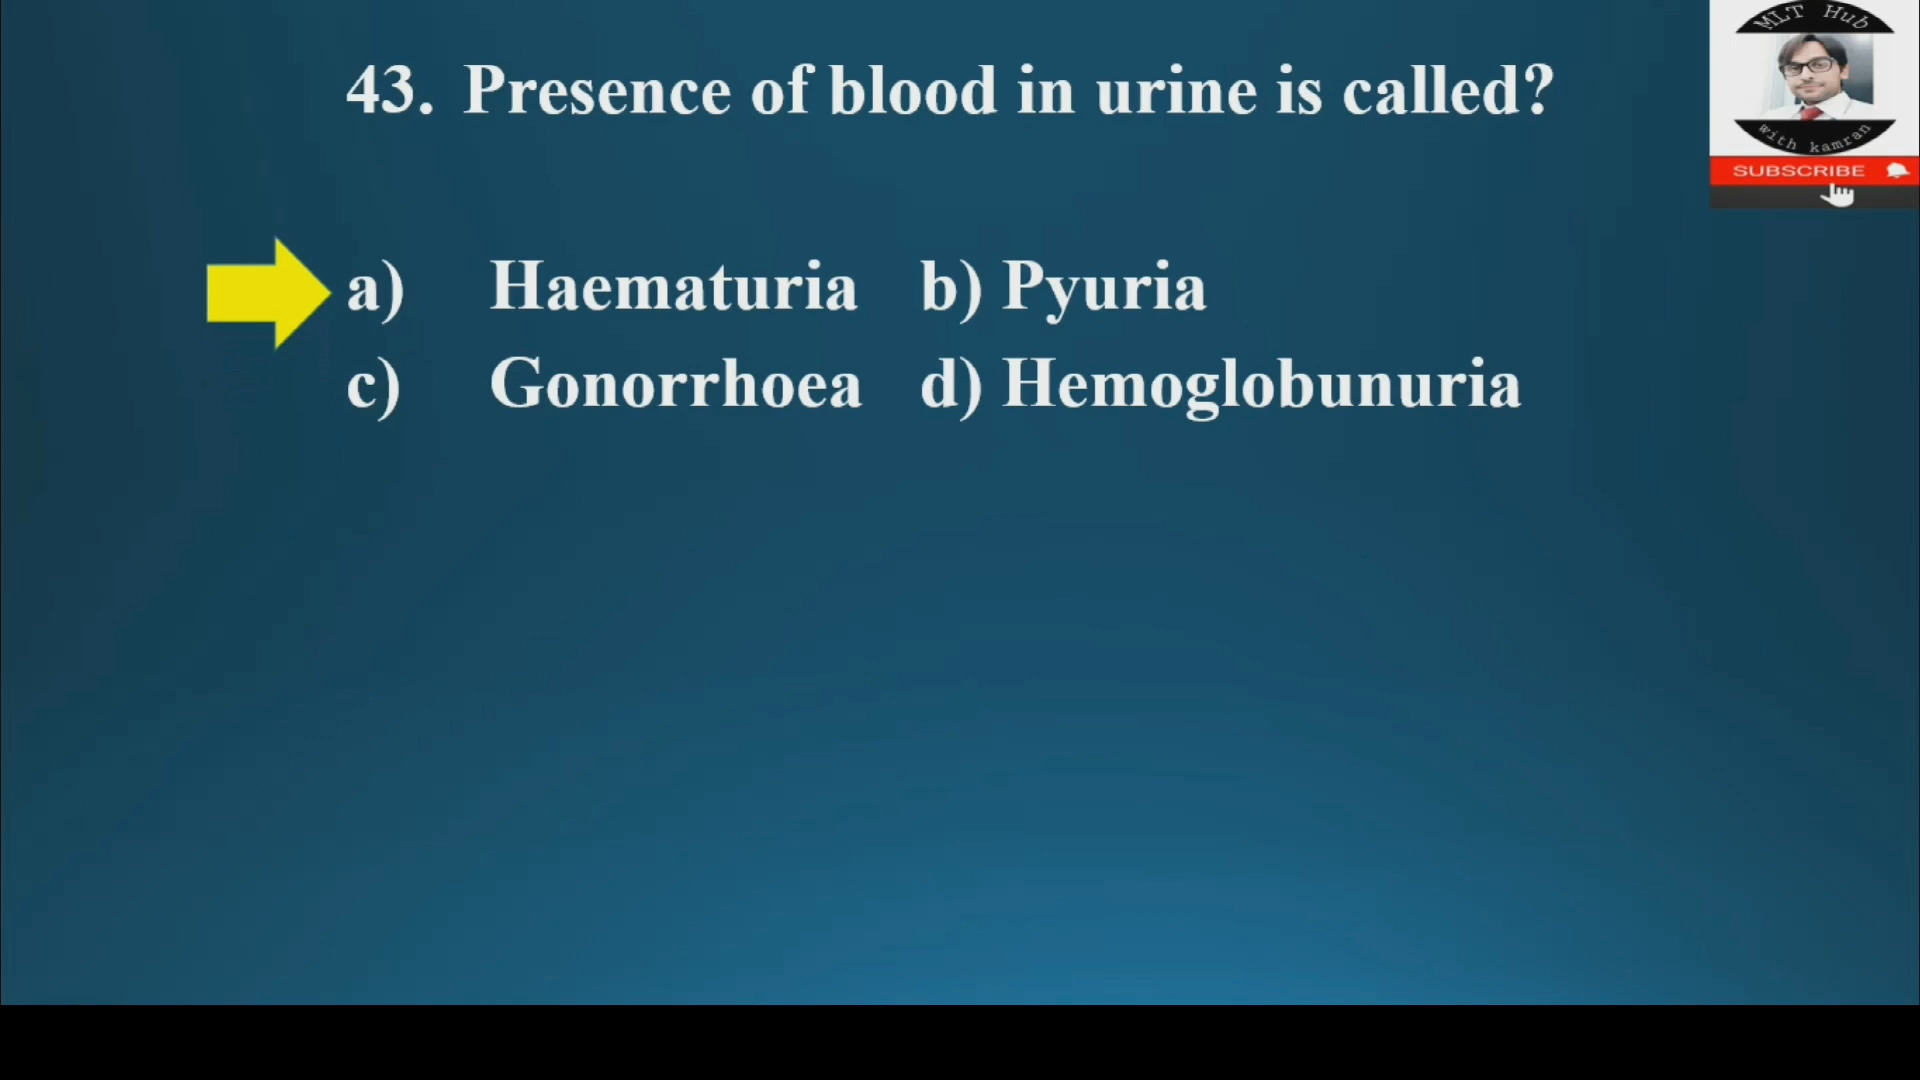 MLT Hub
with kamran
SUBSCRIBE
43. Presence of blood in urine is called?
a) Haematuria b) Pyuria
c) Gonorrhoea d) Hemoglobunuria